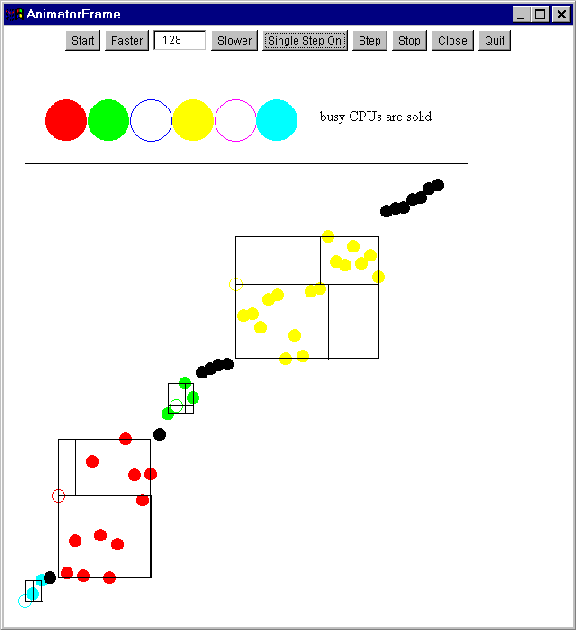 AnimatorFrame
Start Faster 128 Slower Single Step On Step Stop Close Quit
busy CPUs are solid